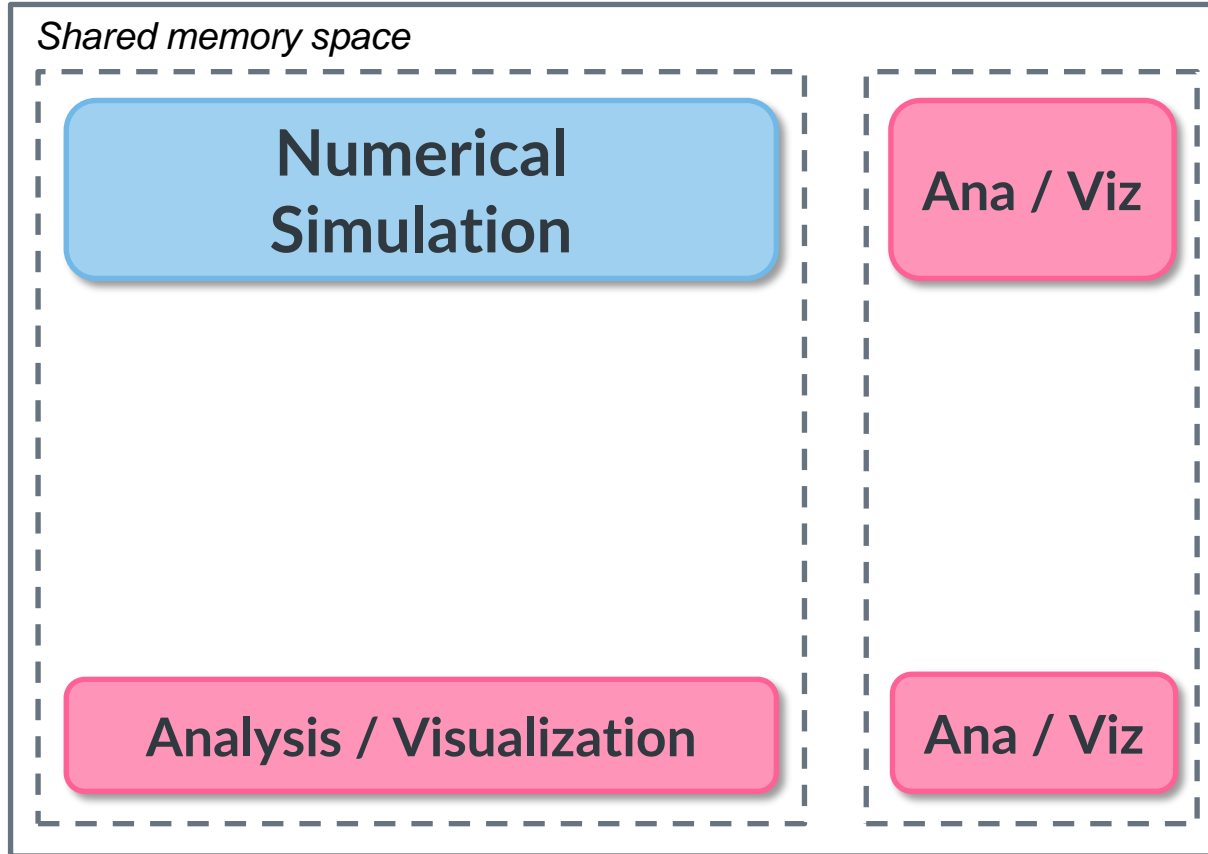 Shared memory space
Numerical
Simulation
Ana / Viz
Analysis / Visualization
Ana / Viz